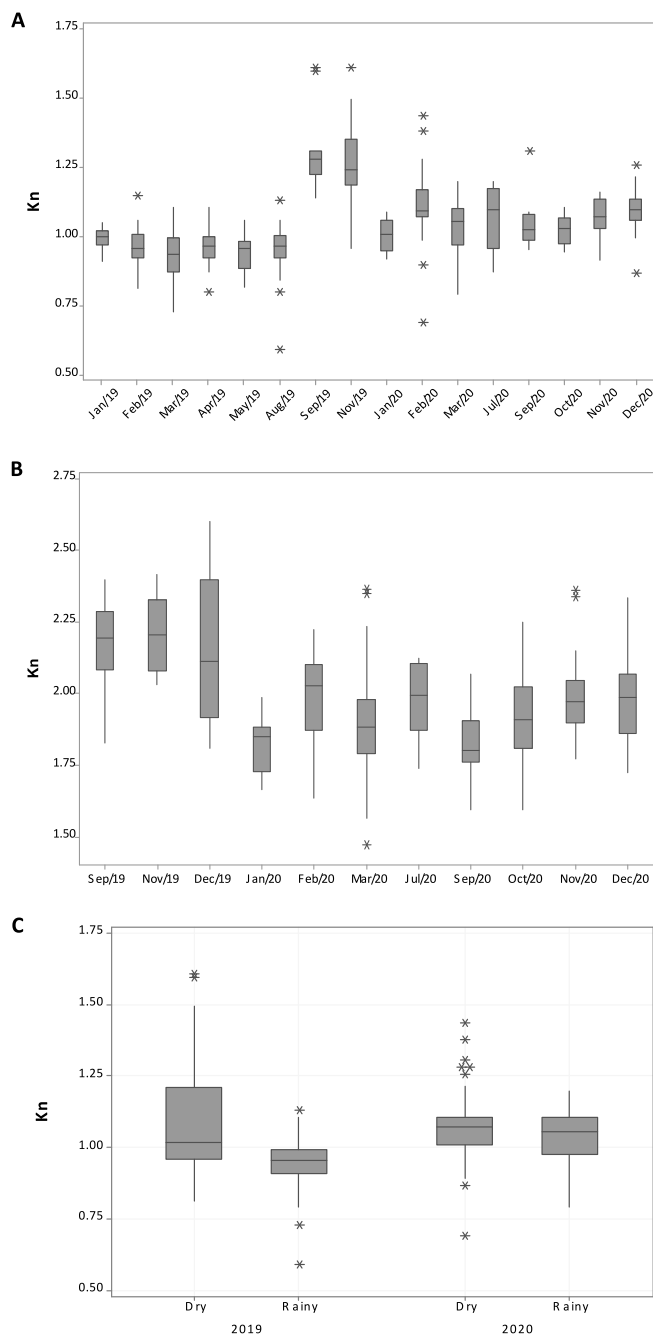 A
1.75
1.50
1.25
1.00
0.75
0.50
Kn
Jan/19 Feb/19 Mar/19 Apr/19 May/19 Aug/19 Sep/19 Nov/19 Jan/20 Feb/20 Mar/20 Jul/20 Sep/20 Oct/20 Nov/20 Dec/20
B
2.75
2.50
2.25
2.00
1.75
1.50
Kn
Sep/19 Nov/19 Dec/19 Jan/20 Feb/20 Mar/20 Jul/20 Sep/20 Oct/20 Nov/20 Dec/20
C
1.75
1.50
1.25
1.00
0.75
0.50
Kn
Dry Rainy Dry Rainy
2019 2020